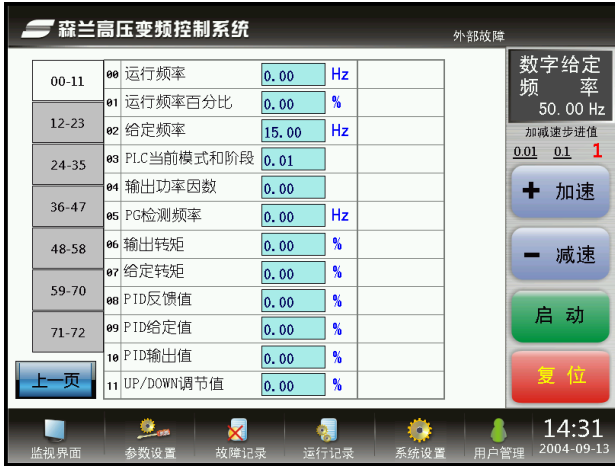 森兰高压变频控制系统
外部故障
00-11
12-23
24-35
36-47
48-58
59-70
71-72
上一页
00 运行频率 0.00 Hz
01 运行频率百分比 0.00 %
02 给定频率 15.00 Hz
03 PLC当前模式和阶段 0.01
04 输出功率因数 0.00
05 PG检测频率 0.00 Hz
06 输出转矩 0.00 %
07 给定转矩 0.00 %
08 PID反馈值 0.00 %
09 PID给定值 0.00 %
10 PID输出值 0.00 %
11 UP/DOWN调节值 0.00 %
数字给定
频 率
50.00 Hz
加减速步进值
0.01 0.1 1
+ 加速
- 减速
启 动
复 位
监视界面 参数设置 故障记录 运行记录 系统设置 用户管理
14:31
2004-09-13